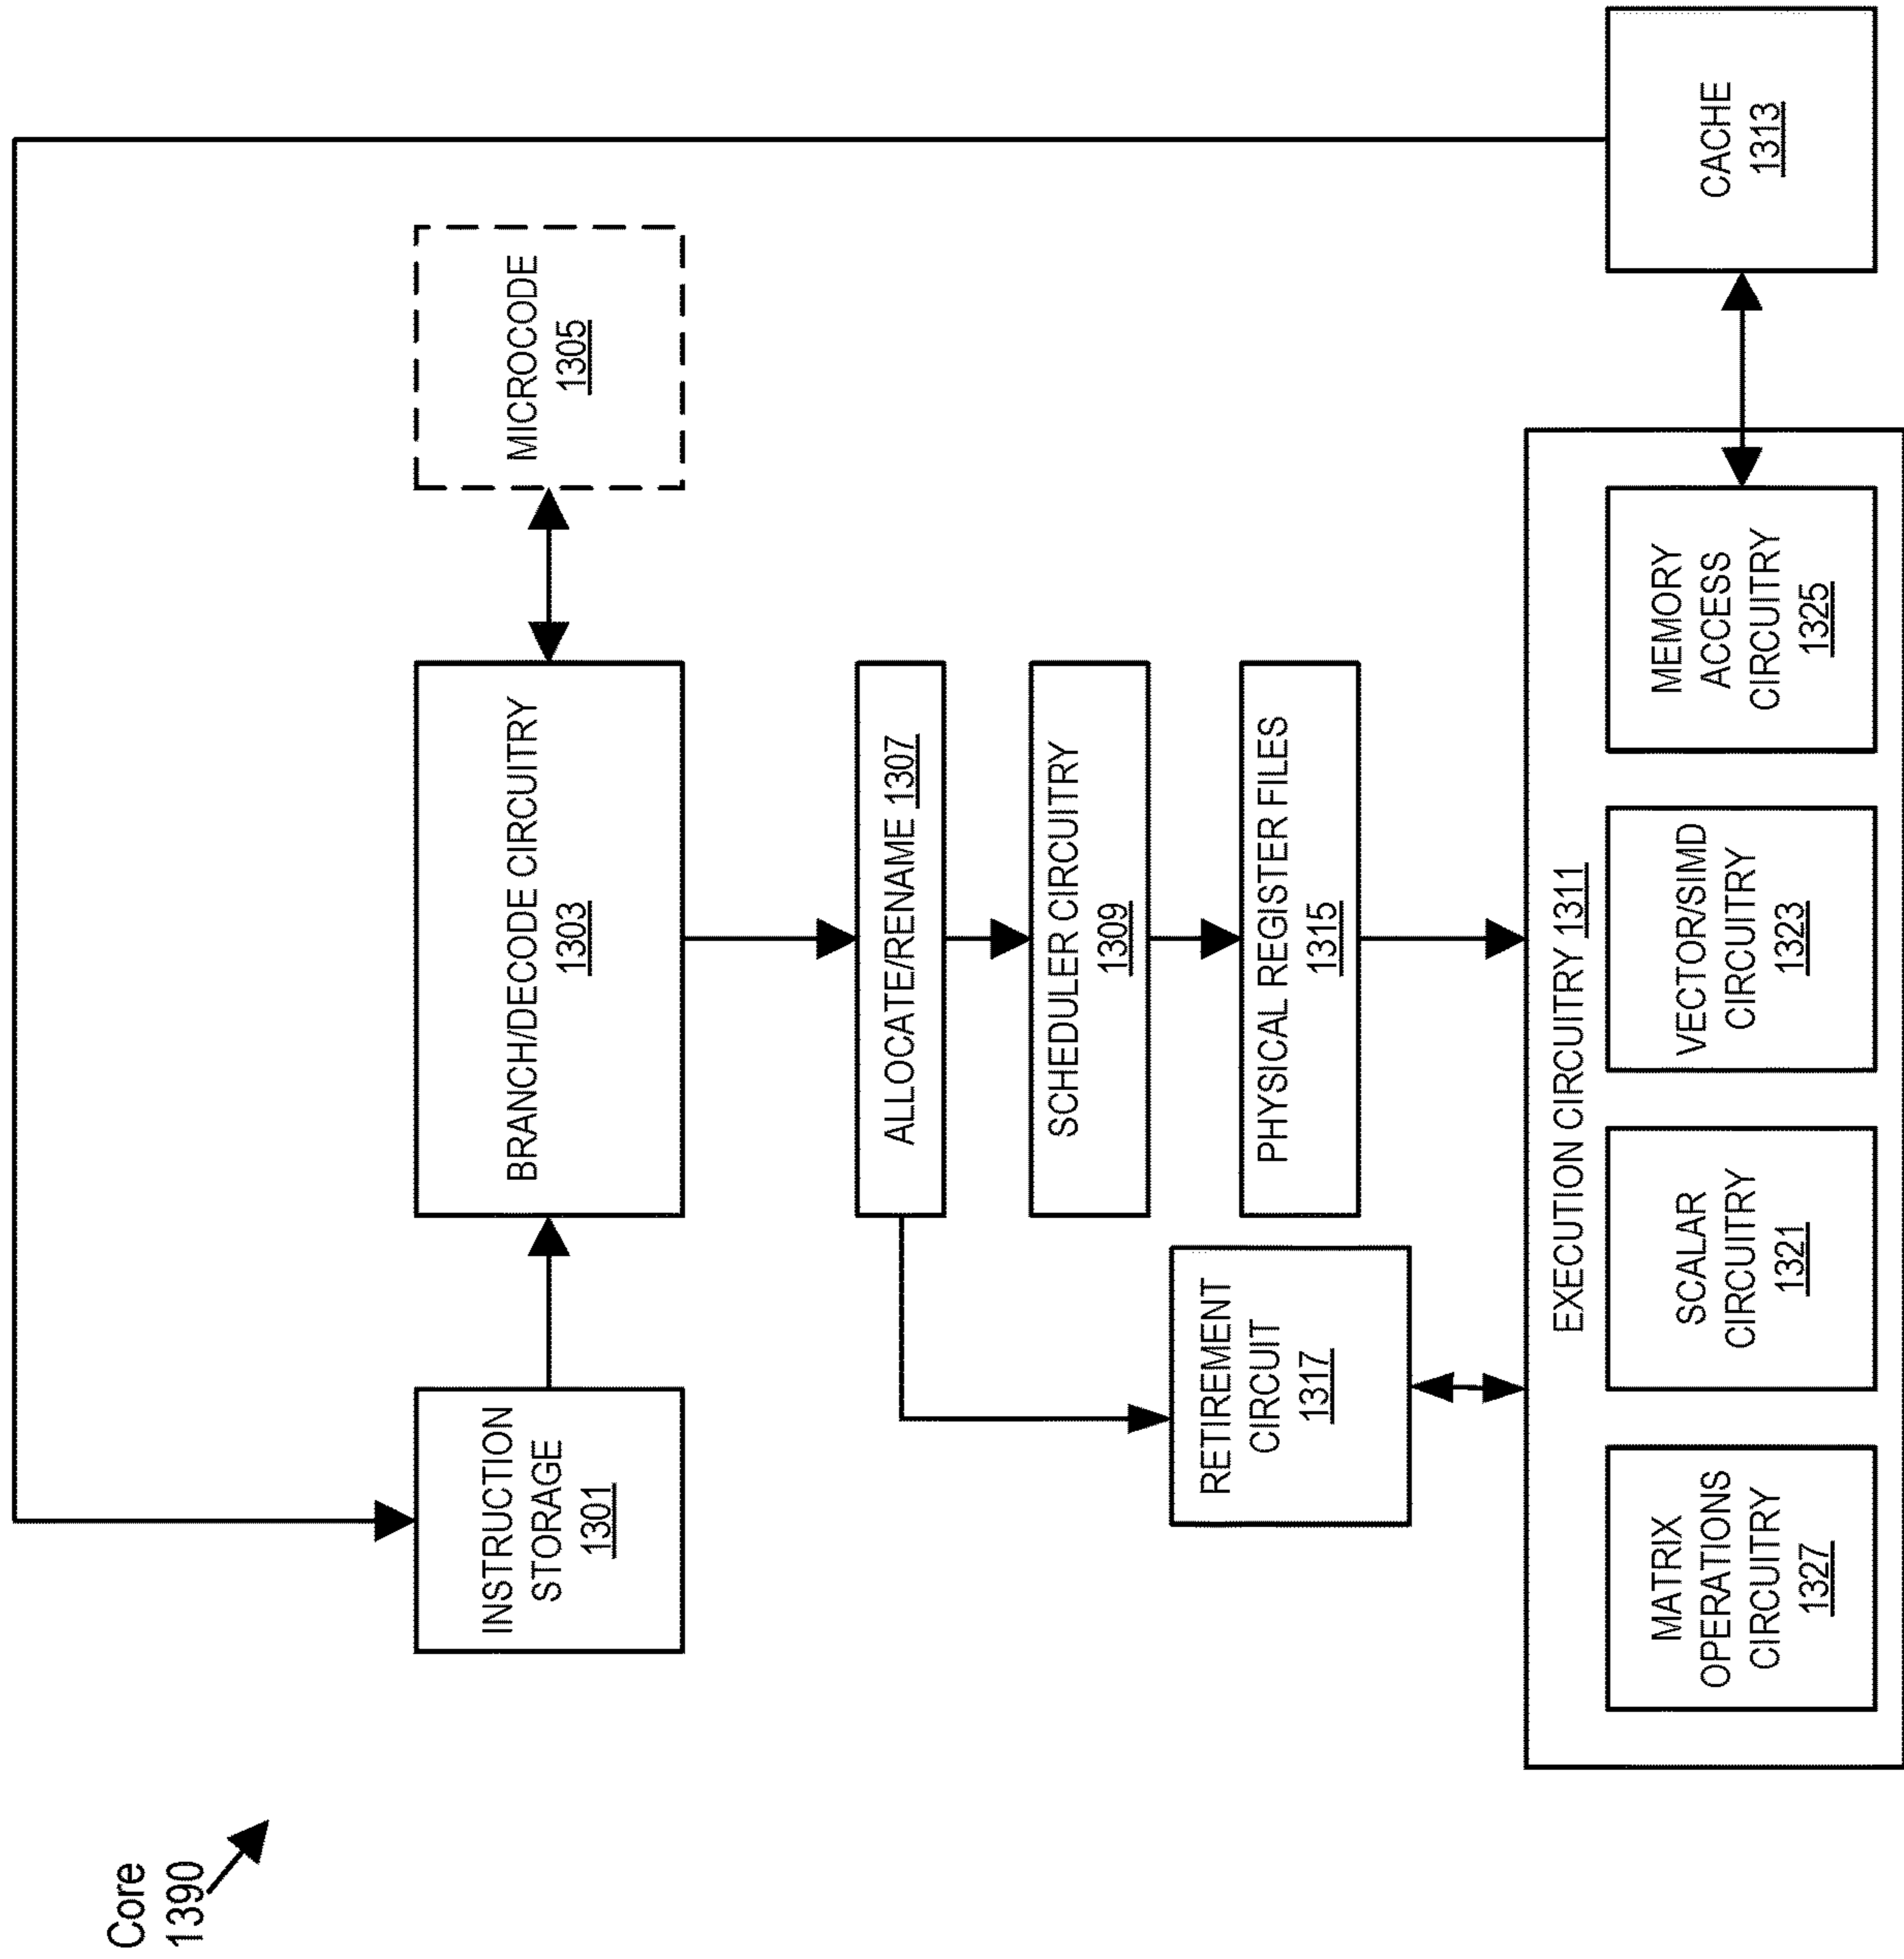 Core
1390
INSTRUCTION
STORAGE
1301
BRANCH/DECODE CIRCUITRY
1303
MICROCODE
1305
ALLOCATE/RENAME 1307
SCHEDULER CIRCUITRY
1309
PHYSICAL REGISTER FILES
1315
RETIREMENT
CIRCUIT
1317
EXECUTION CIRCUITRY 1311
MATRIX
OPERATIONS
CIRCUITRY
1327
SCALAR
CIRCUITRY
1321
VECTOR/SIMD
CIRCUITRY
1323
MEMORY
ACCESS
CIRCUITRY
1325
CACHE
1313